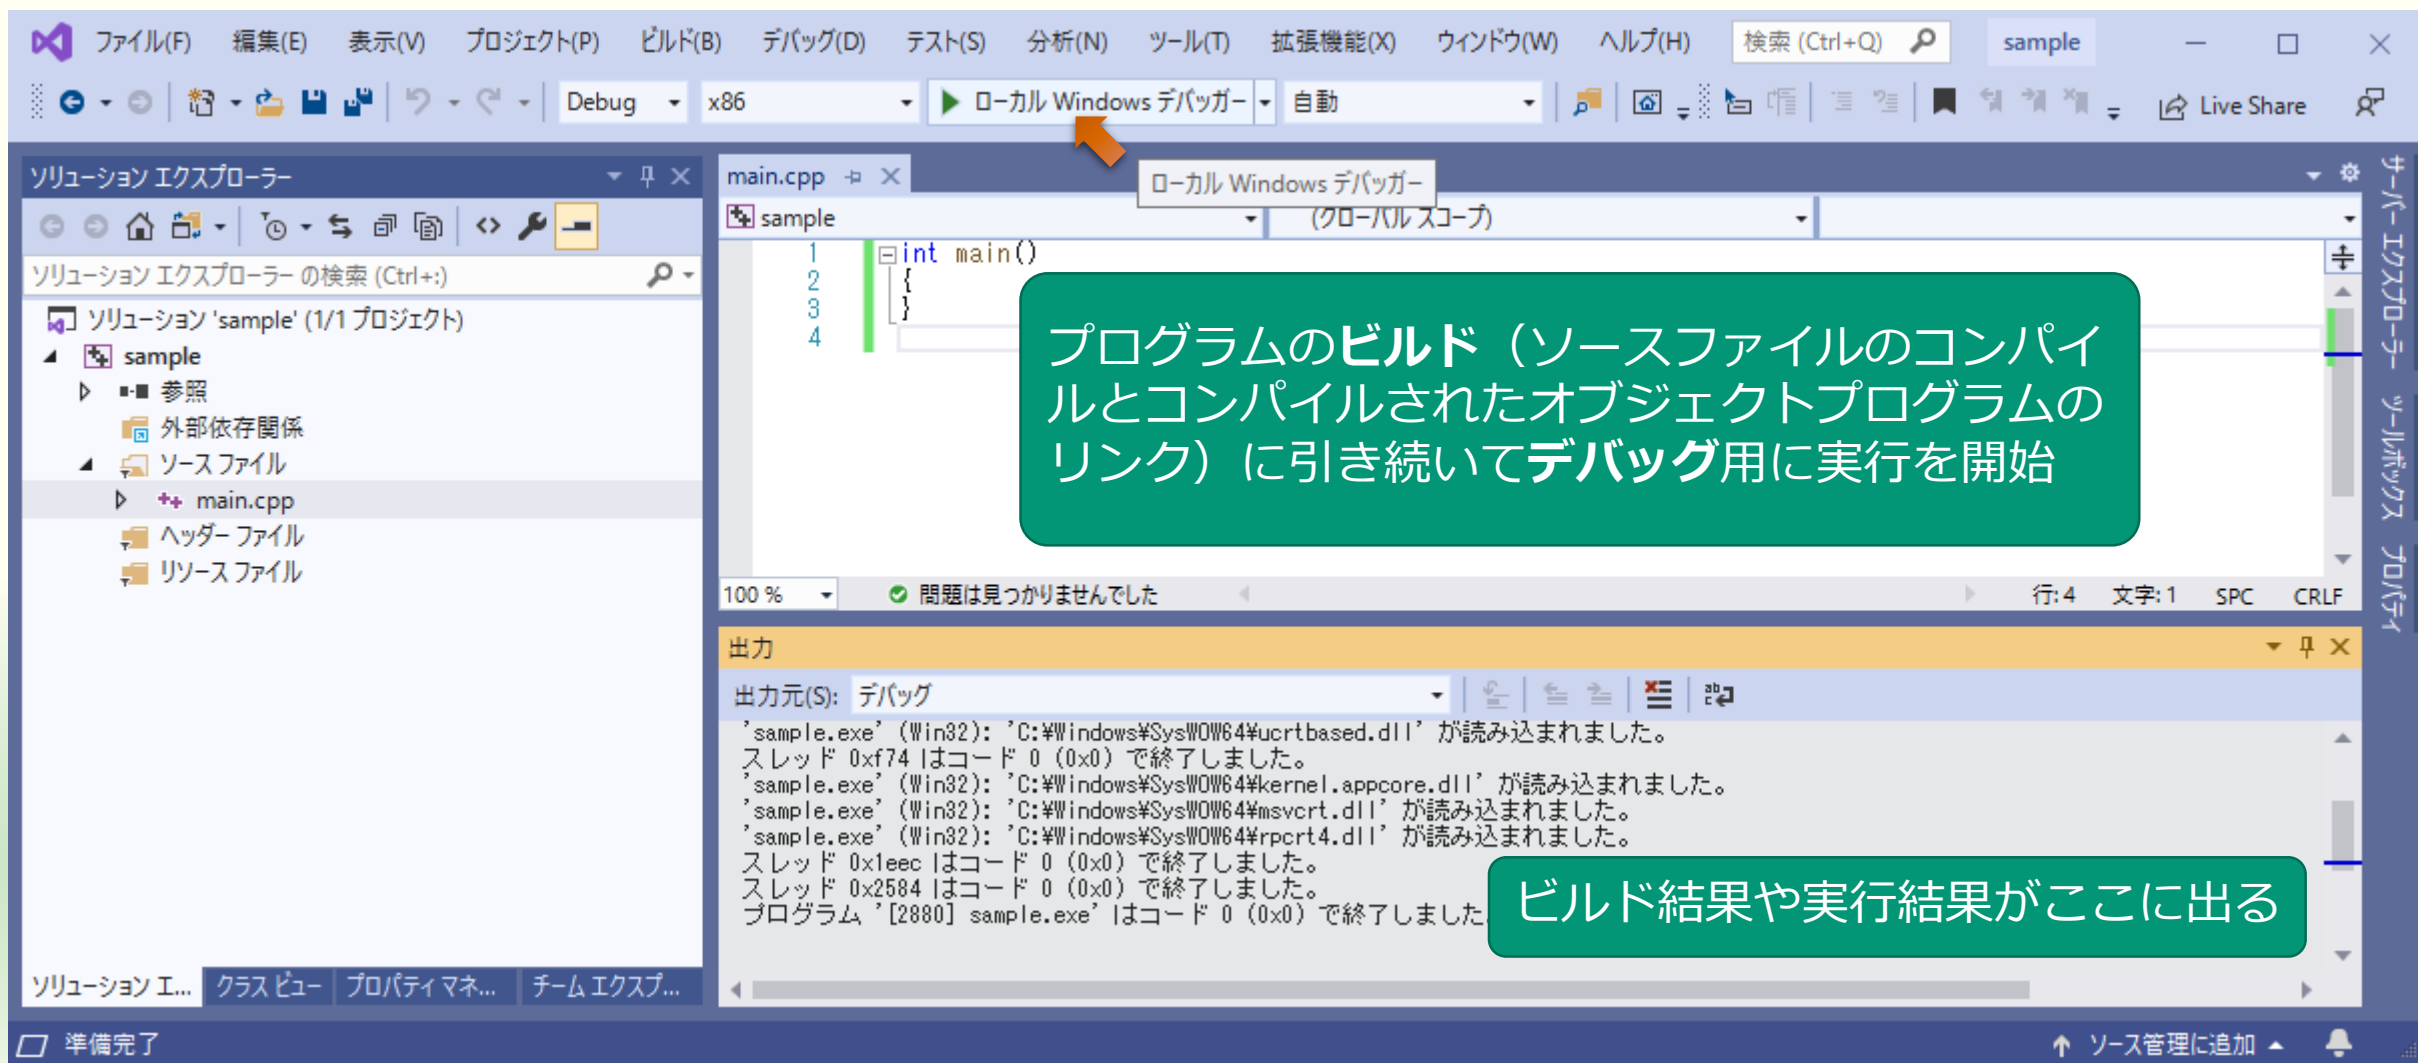 ファイル(F) 編集(E) 表示(V) プロジェクト(P) ビルド(B) デバッグ(D) テスト(S) 分析(N) ツール(T) 拡張機能(X) ウィンドウ(W) ヘルプ(H) 検索 (Ctrl+Q) sample
Debug x86 ローカル Windows デバッガー 自動 Live Share
ローカル Windows デバッガー
ソリューション エクスプローラー
ソリューション エクスプローラー の検索 (Ctrl+:)
ソリューション 'sample' (1/1 プロジェクト)
sample
参照
外部依存関係
ソース ファイル
main.cpp
ヘッダー ファイル
リソース ファイル
ソリューション エ... クラス ビュー プロパティ マネ... チーム エクスプ...
main.cpp
sample (グローバル スコープ)
1 int main()
2 {
3 }
4
プログラムのビルド（ソースファイルのコンパイ
ルとコンパイルされたオブジェクトプログラムの
リンク）に引き続いてデバッグ用に実行を開始
100 % 問題は見つかりませんでした 行: 4 文字: 1 SPC CRLF
出力
出力元(S): デバッグ
'sample.exe' (Win32): 'C:¥Windows¥SysWOW64¥ucrtbased.dll' が読み込まれました。
スレッド 0xf74 はコード 0 (0x0) で終了しました。
'sample.exe' (Win32): 'C:¥Windows¥SysWOW64¥kernel.appcore.dll' が読み込まれました。
'sample.exe' (Win32): 'C:¥Windows¥SysWOW64¥msvcrt.dll' が読み込まれました。
'sample.exe' (Win32): 'C:¥Windows¥SysWOW64¥rpcrt4.dll' が読み込まれました。
スレッド 0x1eec はコード 0 (0x0) で終了しました。
スレッド 0x2584 はコード 0 (0x0) で終了しました。
プログラム '[2880] sample.exe' はコード 0 (0x0) で終了しました
ビルド結果や実行結果がここに出る
サーバー エクスプローラー
ツールボックス
プロパティ
準備完了 ソース管理に追加